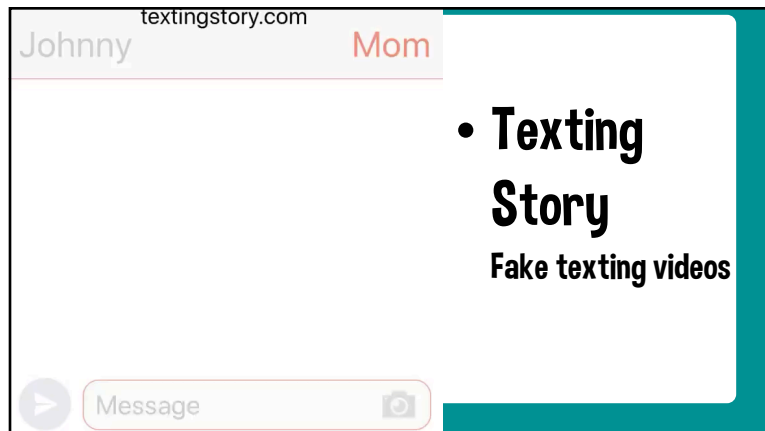 textingstory.com
Johnny Mom
Message
• Texting
Story
Fake texting videos